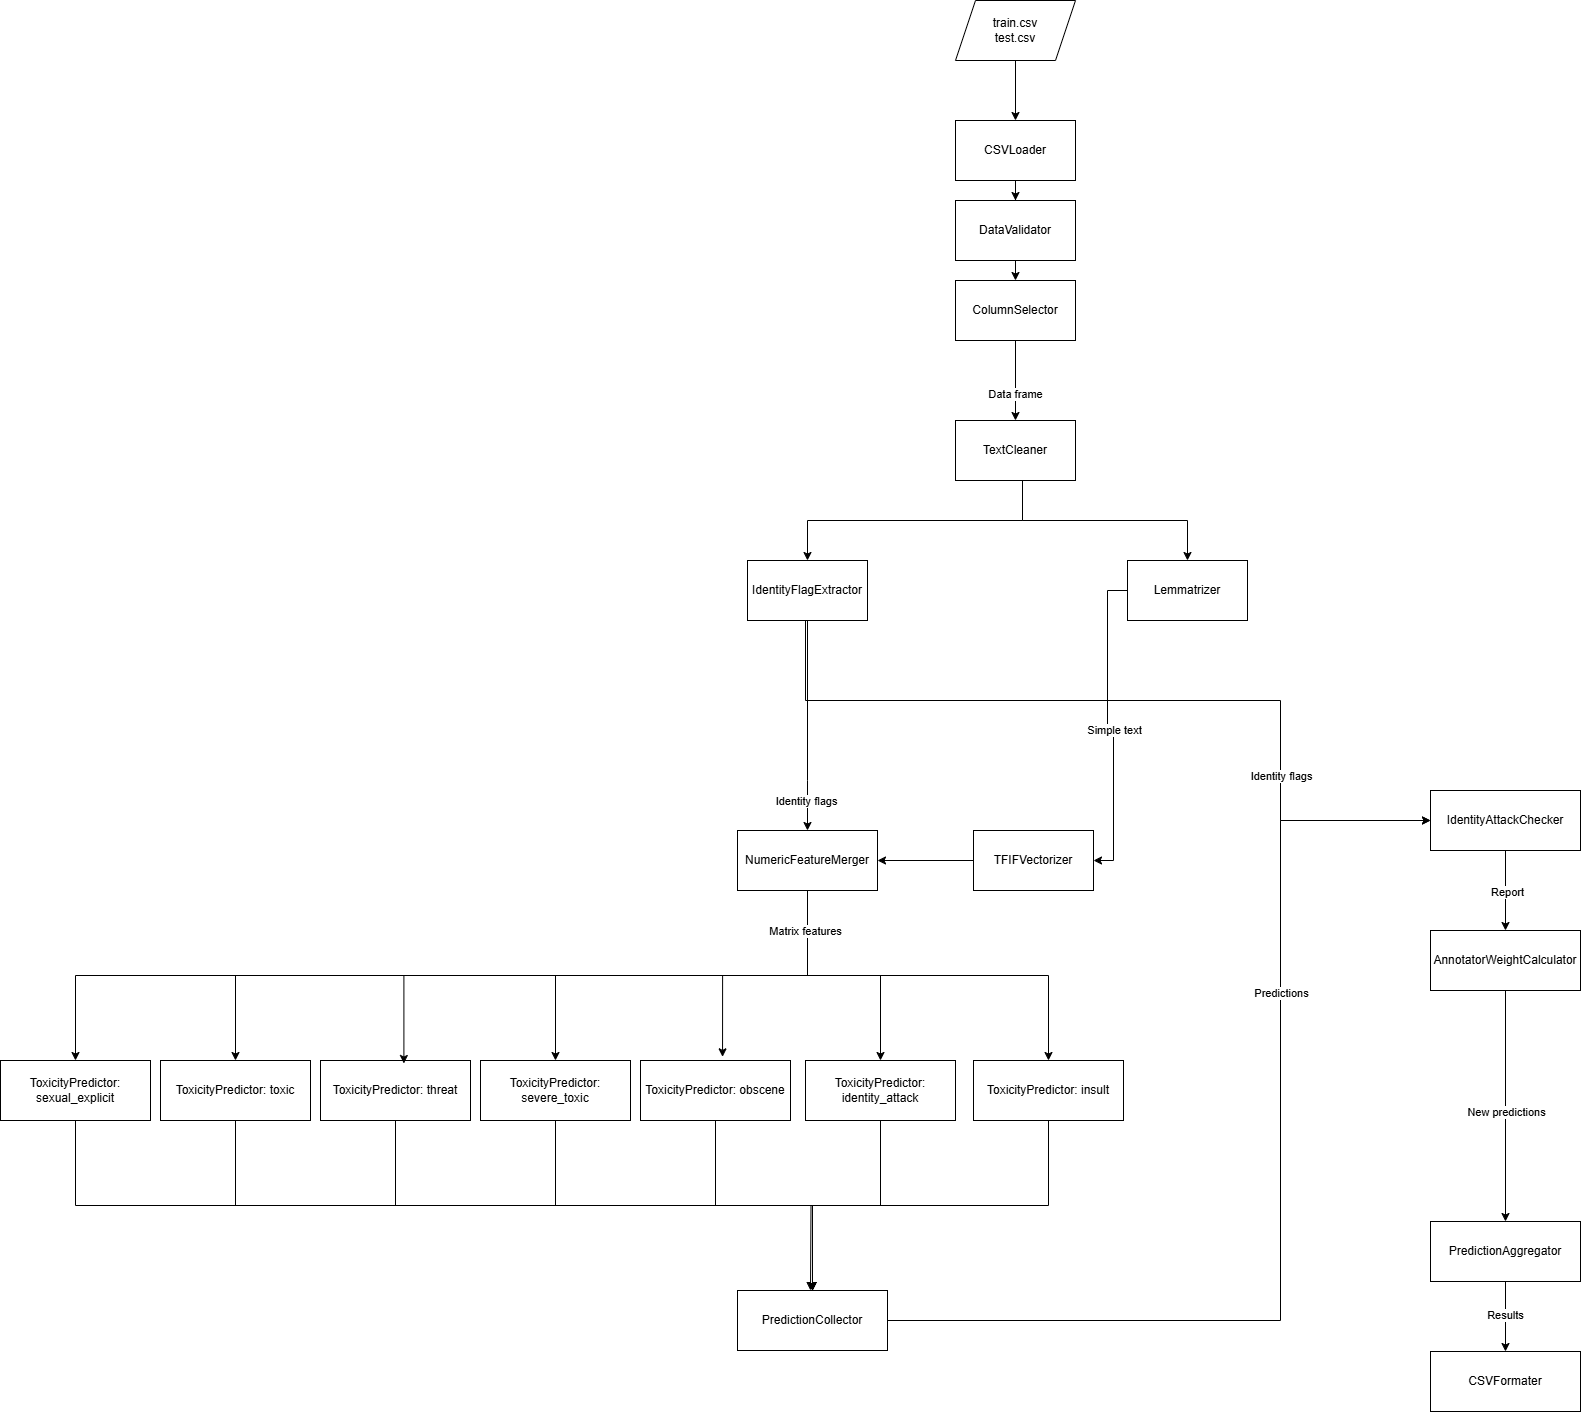 train.csv
test.csv
CSVLoader
DataValidator
ColumnSelector
Data frame
TextCleaner
IdentityFlagExtractor
Lemmatrizer
Simple text
Identity flags
Identity flags
IdentityAttackChecker
NumericFeatureMerger
TFIFVectorizer
Report
Matrix features
AnnotatorWeightCalculator
Predictions
ToxicityPredictor:
sexual_explicit
ToxicityPredictor: toxic
ToxicityPredictor: threat
ToxicityPredictor:
severe_toxic
ToxicityPredictor: obscene
ToxicityPredictor:
identity_attack
ToxicityPredictor: insult
New predictions
PredictionAggregator
Results
PredictionCollector
CSVFormater